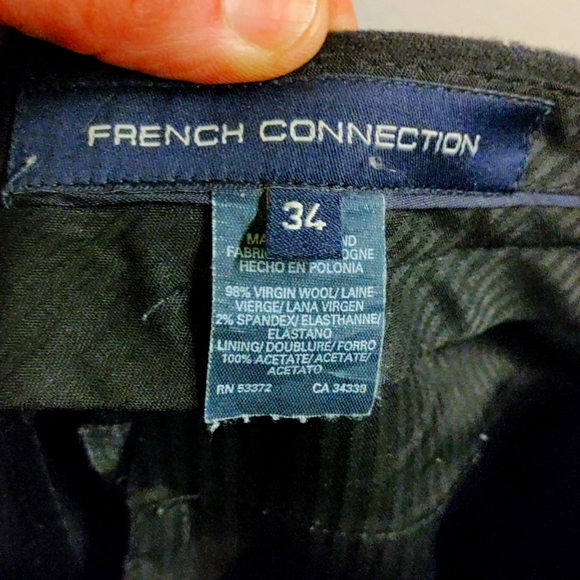 FRENCH CONNECTION
34
HECHO EN POLONIA
98% VIRGIN WOOL/ LAINE
VIERGE/ LANA VIRGEN
2% SPANDEX/ ELASTHANNE/
ELASTANO
LINING/ DOUBLURE/ FORRO
100% ACETATE/ ACETATE/
ACETATO
RN 53372 CA 34339